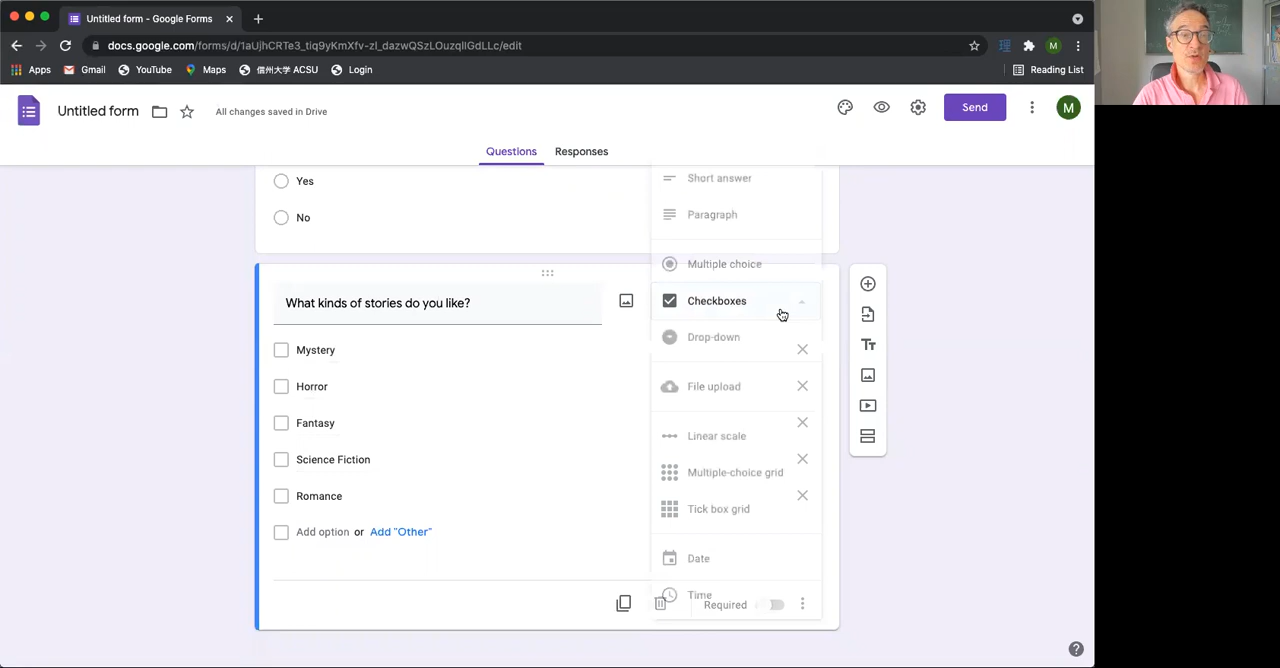 Untitled form - Google Forms
docs.google.com/forms/d/1aUjhCRTe3_tiq9yKmXfv-zl_dazwQSzLOuzqlIGdLLc/edit
M
Apps Gmail YouTube Maps 信州大学 ACSU Login Reading List
Untitled form All changes saved in Drive Send M
Questions Responses
Yes
No
What kinds of stories do you like?
Mystery
Horror
Fantasy
Science Fiction
Romance
Add option or Add "Other"
Short answer
Paragraph
Multiple choice
Checkboxes
Drop-down
File upload
Linear scale
Multiple-choice grid
Tick box grid
Date
Time
Required